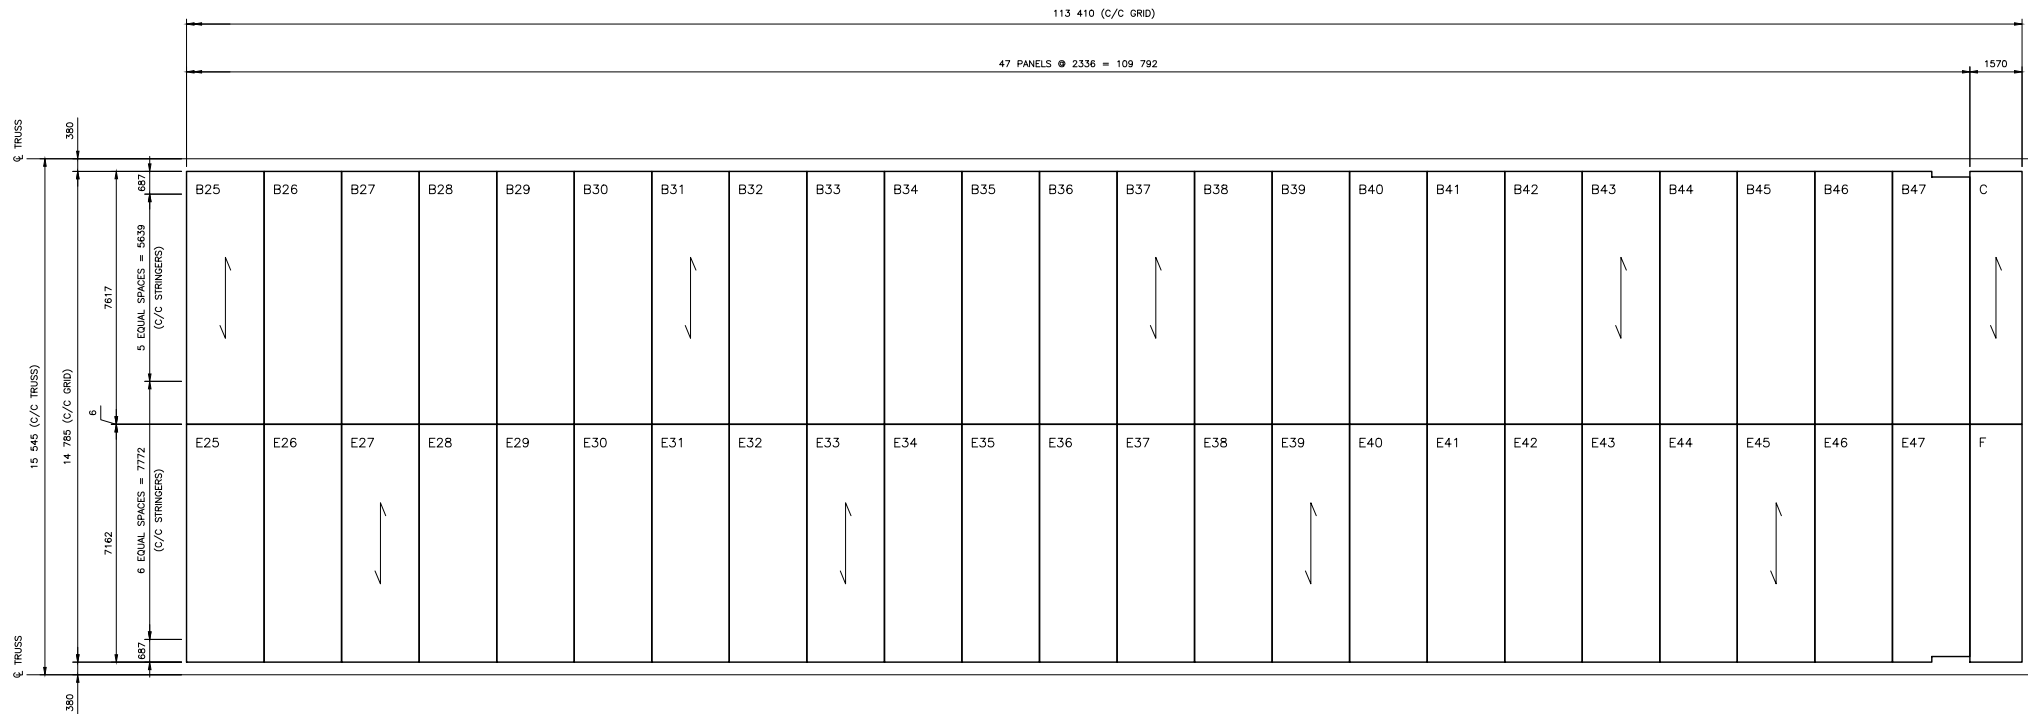 113 410 (C/C GRID)
47 PANELS @ 2336 = 109 792
1570
℄ TRUSS
380
687
B25 B26 B27 B28 B29 B30 B31 B32 B33 B34 B35 B36 B37 B38 B39 B40 B41 B42 B43 B44 B45 B46 B47 C
5 EQUAL SPACES = 5639
(C/C STRINGERS)
7617
6
15 545 (C/C TRUSS)
14 785 (C/C GRID)
E25 E26 E27 E28 E29 E30 E31 E32 E33 E34 E35 E36 E37 E38 E39 E40 E41 E42 E43 E44 E45 E46 E47 F
6 EQUAL SPACES = 7772
(C/C STRINGERS)
7162
687
℄ TRUSS
380